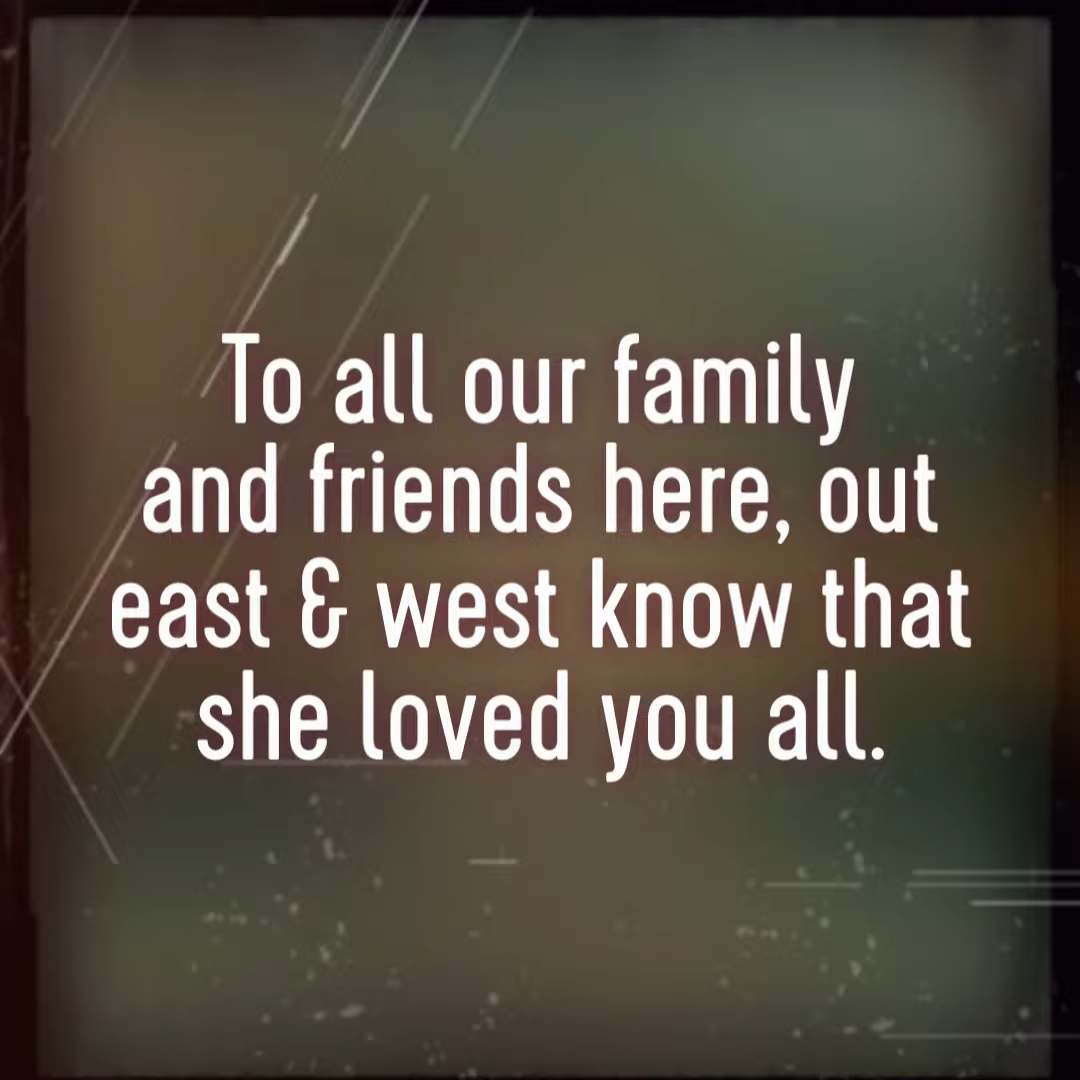 To all our family
and friends here, out
east & west know that
she loved you all.